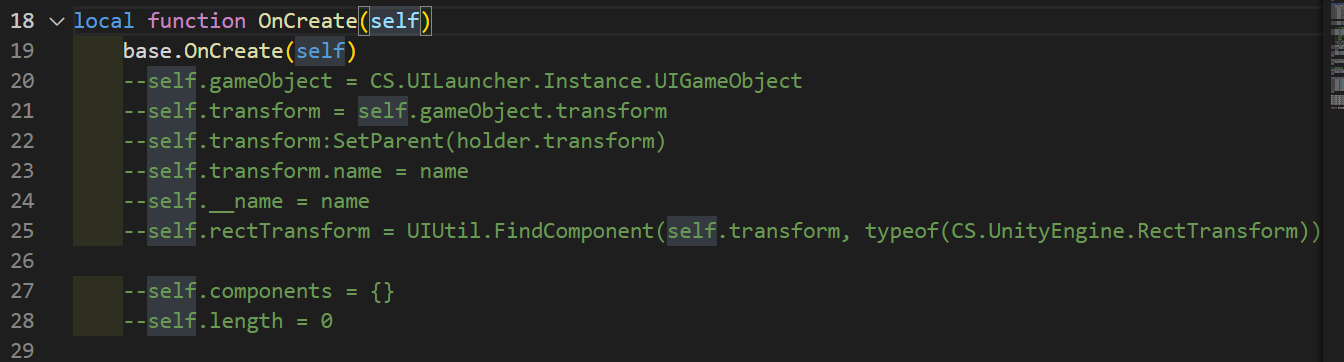 18 local function OnCreate(self)
19 base.OnCreate(self)
20 --self.gameObject = CS.UILauncher.Instance.UIGameObject
21 --self.transform = self.gameObject.transform
22 --self.transform:SetParent(holder.transform)
23 --self.transform.name = name
24 --self.__name = name
25 --self.rectTransform = UIUtil.FindComponent(self.transform, typeof(CS.UnityEngine.RectTransform))
26
27 --self.components = {}
28 --self.length = 0
29